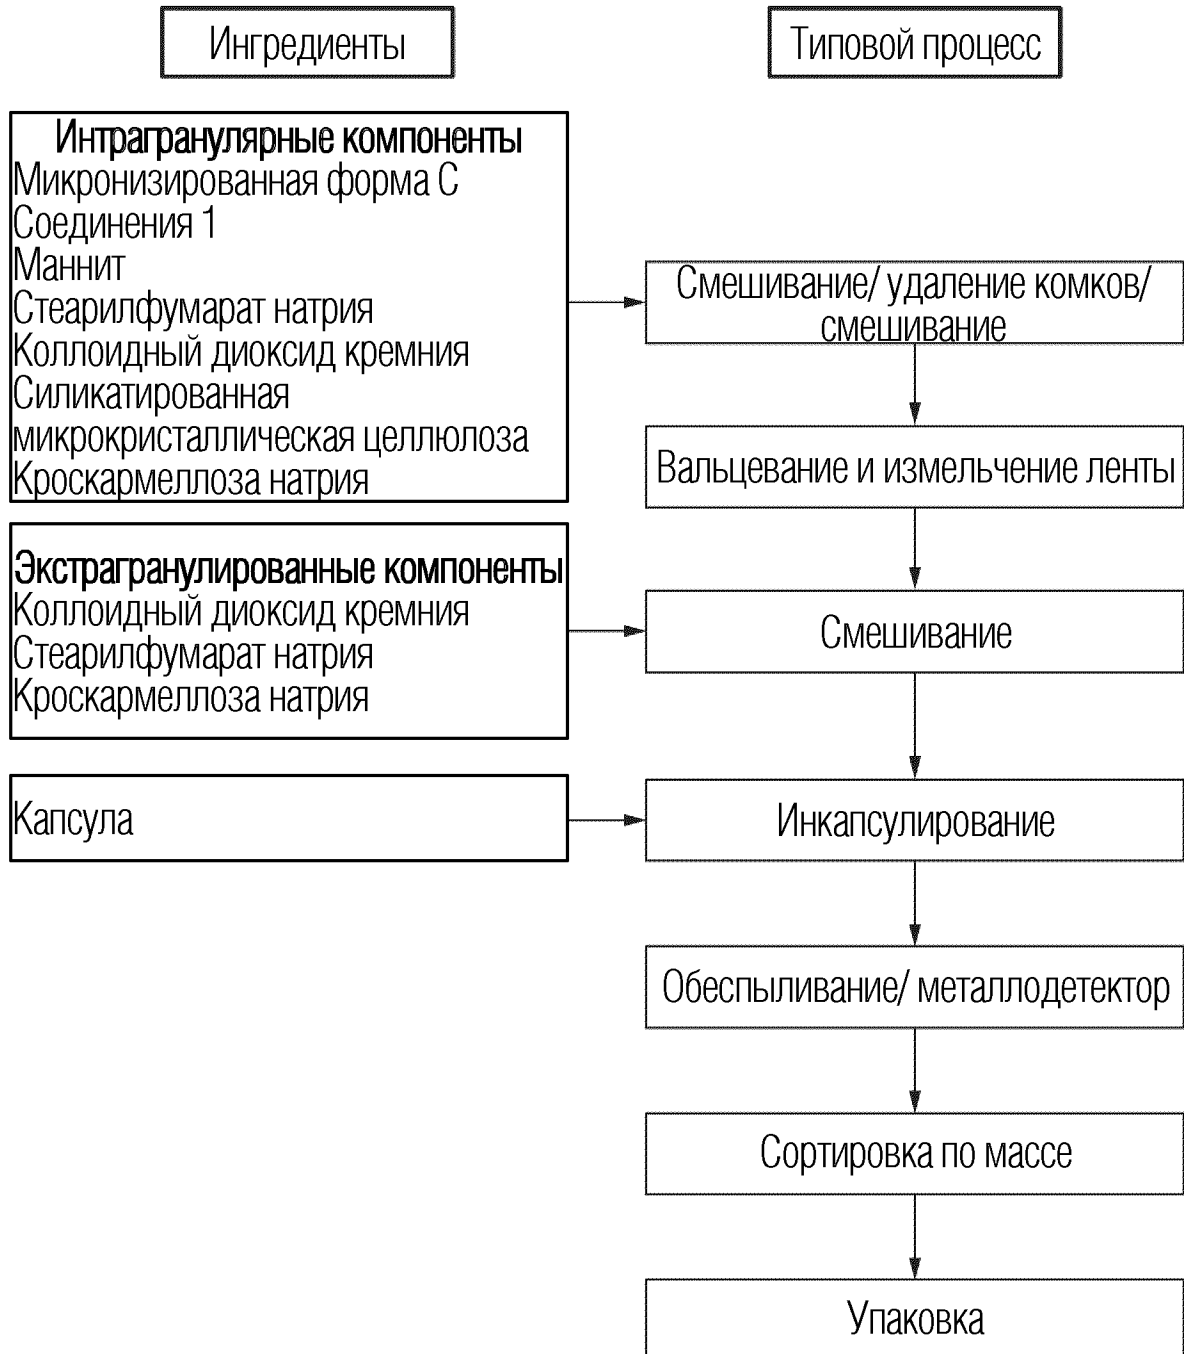 Ингредиенты
Типовой процесс
Интрагранулярные компоненты
Микронизированная форма С
Соединения 1
Маннит
Стеарилфумарат натрия
Коллоидный диоксид кремния
Силикатированная
микрокристаллическая целлюлоза
Кроскармеллоза натрия
Смешивание/ удаление комков/
смешивание
Вальцевание и измельчение ленты
Экстрагранулированные компоненты
Коллоидный диоксид кремния
Стеарилфумарат натрия
Кроскармеллоза натрия
Смешивание
Капсула
Инкапсулирование
Обеспыливание/ металлодетектор
Сортировка по массе
Упаковка